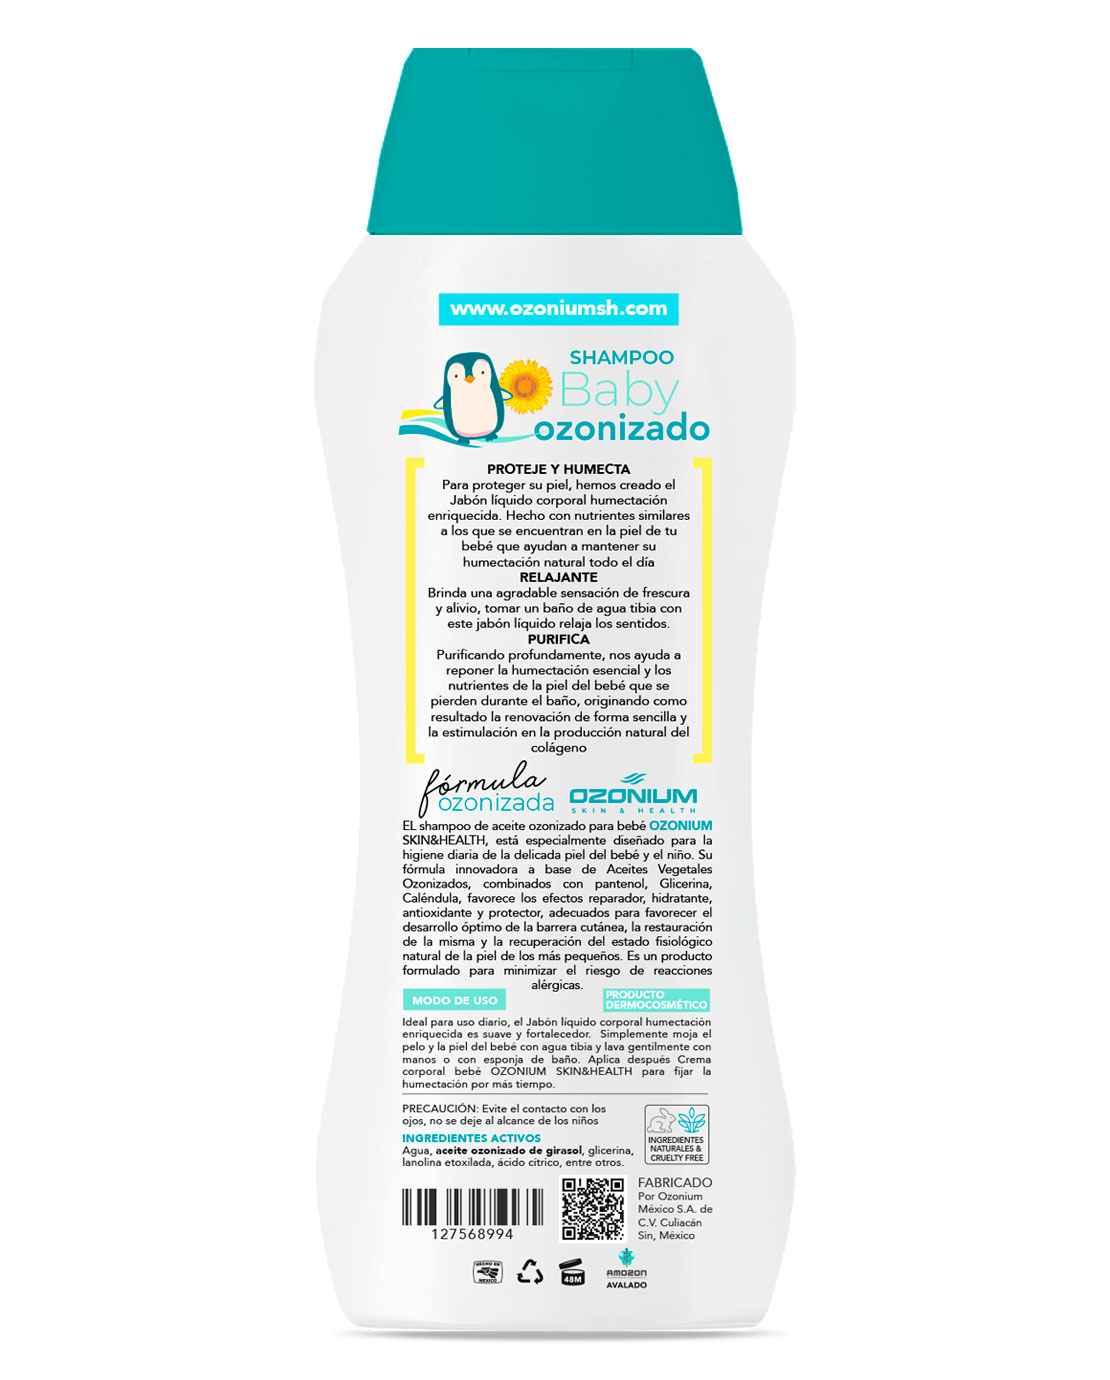 www.ozoniumsh.com
SHAMPOO
Baby
ozonizado
PROTEJE Y HUMECTA
Para proteger su piel, hemos creado el
Jabón líquido corporal humectación
enriquecida. Hecho con nutrientes similares
a los que se encuentran en la piel de tu
bebé que ayudan a mantener su
humectación natural todo el día
RELAJANTE
Brinda una agradable sensación de frescura
y alivio, tomar un baño de agua tibia con
este jabón líquido relaja los sentidos.
PURIFICA
Purificando profundamente, nos ayuda a
reponer la humectación esencial y los
nutrientes de la piel del bebé que se
pierden durante el baño, originando como
resultado la renovación de forma sencilla y
la estimulación en la producción natural del
colágeno
fórmula
ozonizada
OZONIUM
SKIN & HEALTH
EL shampoo de aceite ozonizado para bebé OZONIUM
SKIN&HEALTH, está especialmente diseñado para la
higiene diaria de la delicada piel del bebé y el niño. Su
fórmula innovadora a base de Aceites Vegetales
Ozonizados, combinados con pantenol, Glicerina,
Caléndula, favorece los efectos reparador, hidratante,
antioxidante y protector, adecuados para favorecer el
desarrollo óptimo de la barrera cutánea, la restauración
de la misma y la recuperación del estado fisiológico
natural de la piel de los más pequeños. Es un producto
formulado para minimizar el riesgo de reacciones
alérgicas.
MODO DE USO
PRODUCTO
DERMOCOSMÉTICO
Ideal para uso diario, el Jabón líquido corporal humectación
enriquecida es suave y fortalecedor. Simplemente moja el
pelo y la piel del bebé con agua tibia y lava gentilmente con
manos o con esponja de baño. Aplica después Crema
corporal bebé OZONIUM SKIN&HEALTH para fijar la
humectación por más tiempo.
PRECAUCIÓN: Evite el contacto con los
ojos, no se deje al alcance de los niños
INGREDIENTES ACTIVOS
Agua, aceite ozonizado de girasol, glicerina,
lanolina etoxilada, ácido cítrico, entre otros.
INGREDIENTES
NATURALES &
CRUELTY FREE
127568994
FABRICADO
Por Ozonium
México S.A. de
C.V. Culiacán
Sin, México
HECHO EN
MEXICO
48M
AMOZON
AVALADO